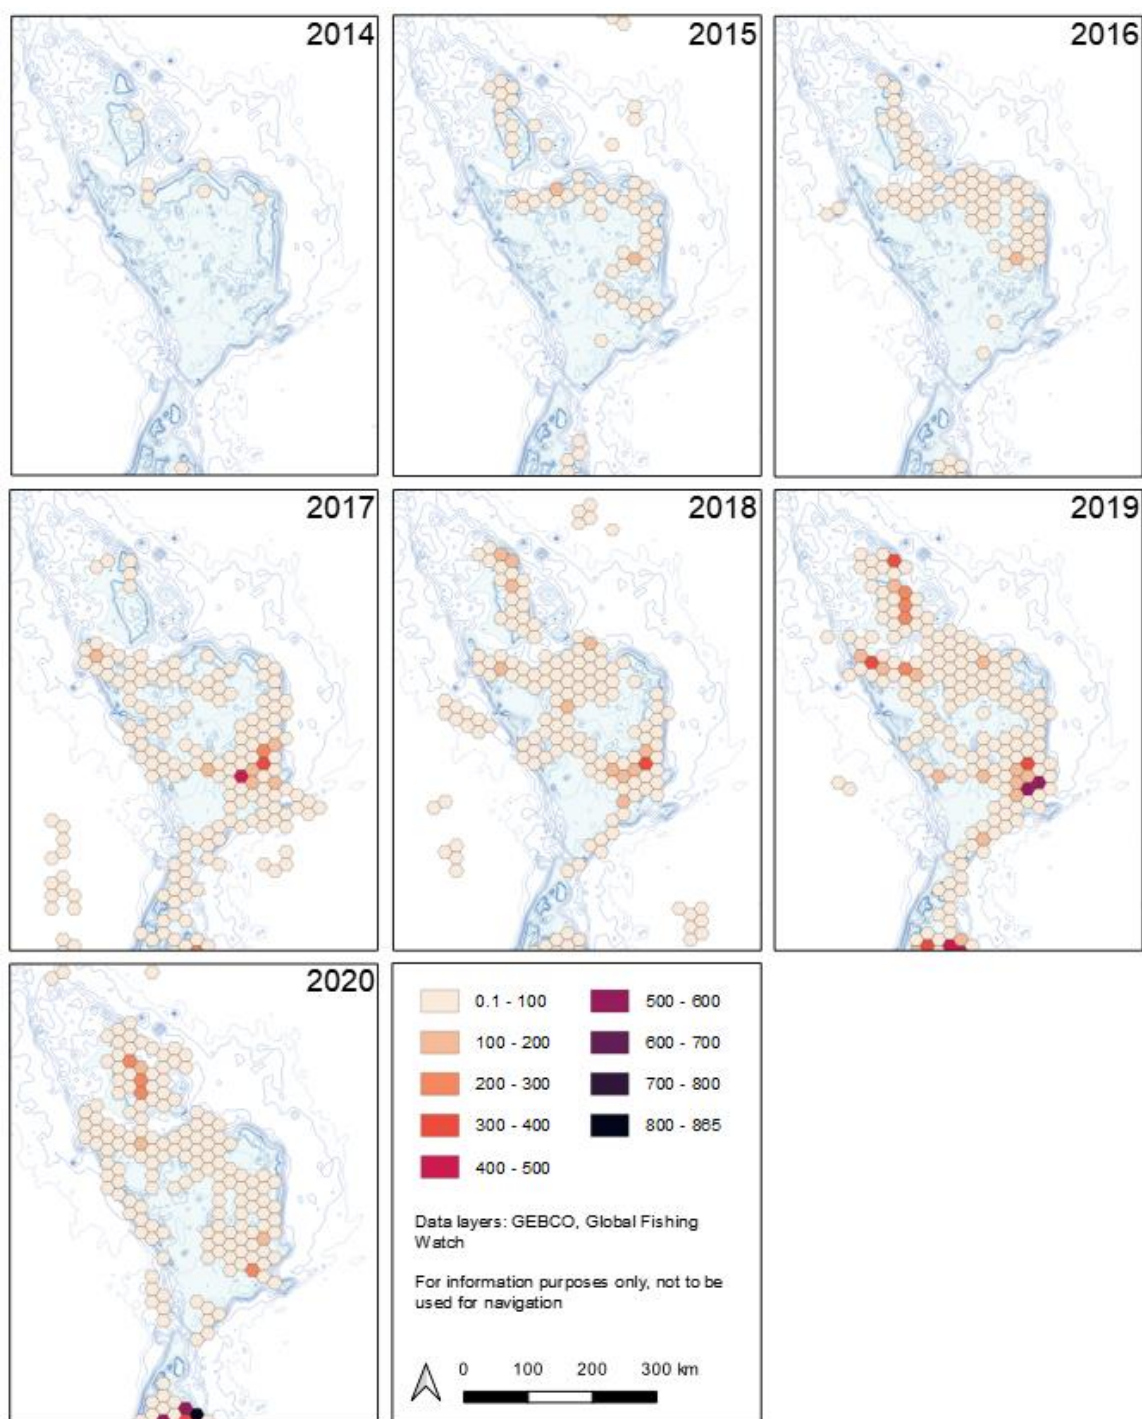 2014
2015
2016
2017
2018
2019
2020
0.1 - 100
100 - 200
200 - 300
300 - 400
400 - 500
500 - 600
600 - 700
700 - 800
800 - 865
Data layers: GEBCO, Global Fishing
Watch
For information purposes only, not to be
used for navigation
0 100 200 300 km